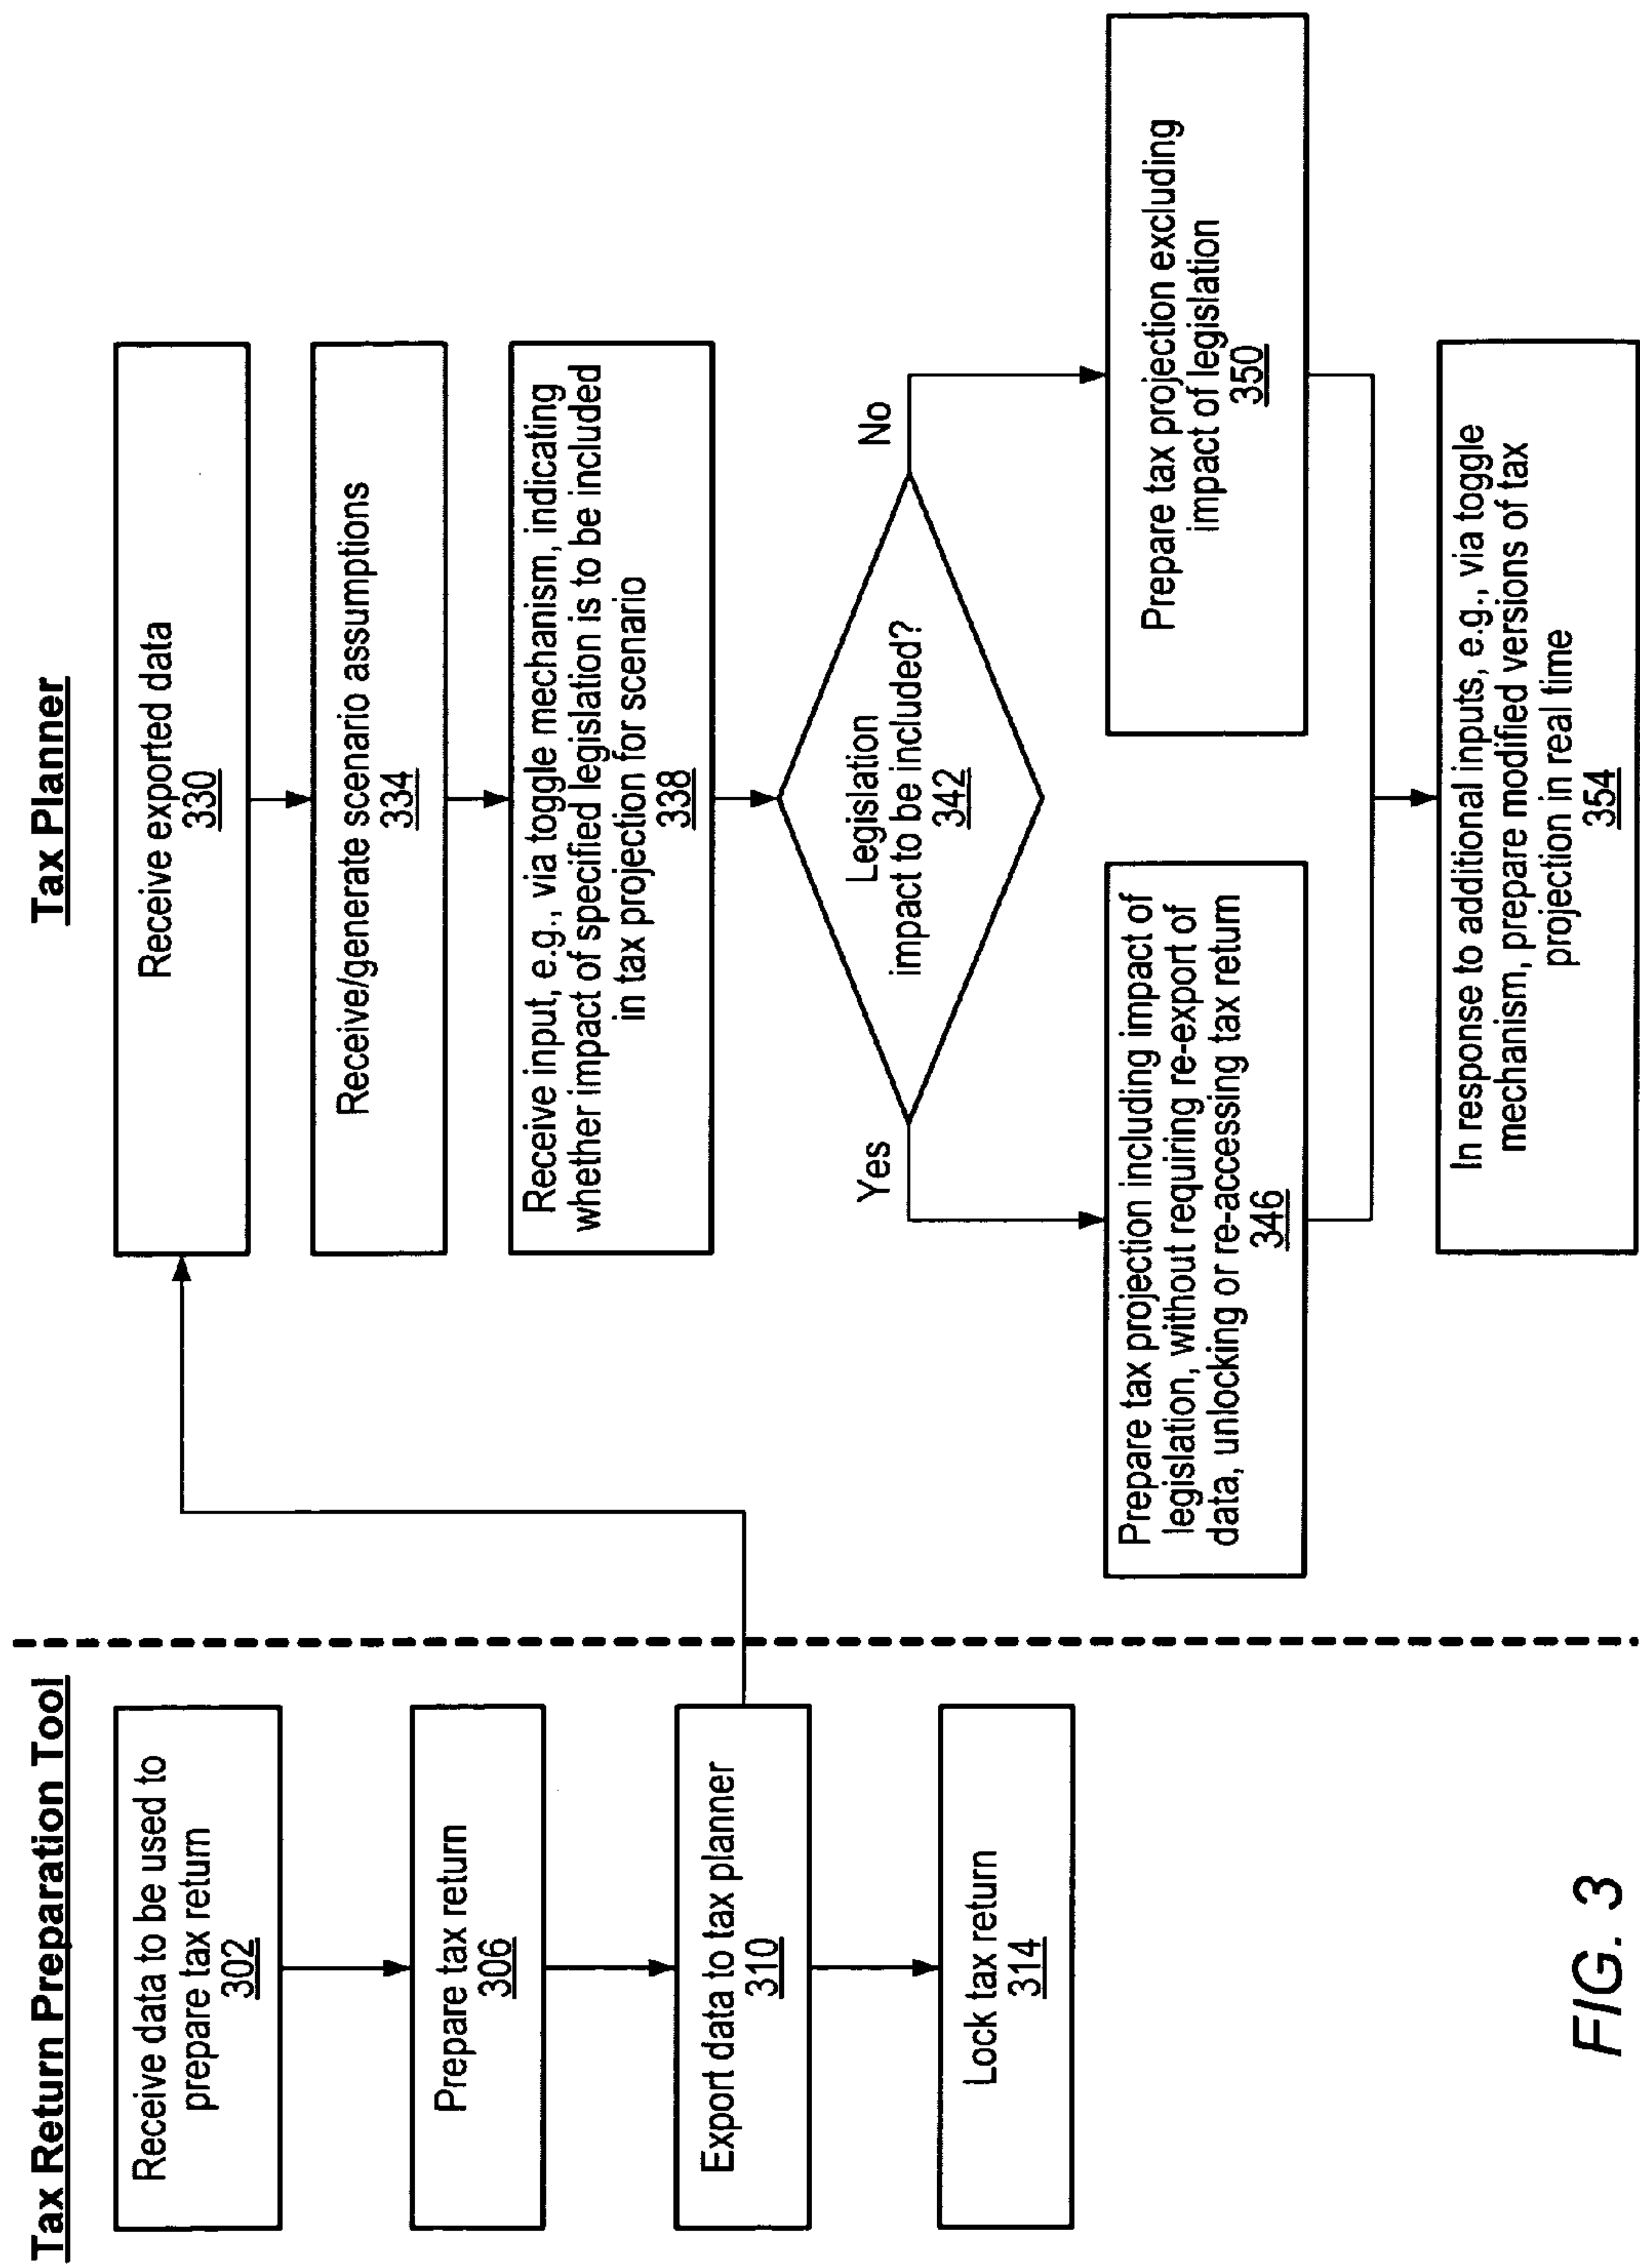 Tax Return Preparation Tool
Receive data to be used to
prepare tax return
302
Prepare tax return
306
Export data to tax planner
310
Lock tax return
314
Tax Planner
Receive exported data
330
Receive/generate scenario assumptions
334
Receive input, e.g., via toggle mechanism, indicating
whether impact of specified legislation is to be included
in tax projection for scenario
338
Legislation
impact to be included?
342
Yes
No
Prepare tax projection including impact of
legislation, without requiring re-export of
data, unlocking or re-accessing tax return
346
Prepare tax projection excluding
impact of legislation
350
In response to additional inputs, e.g., via toggle
mechanism, prepare modified versions of tax
projection in real time
354
FIG. 3